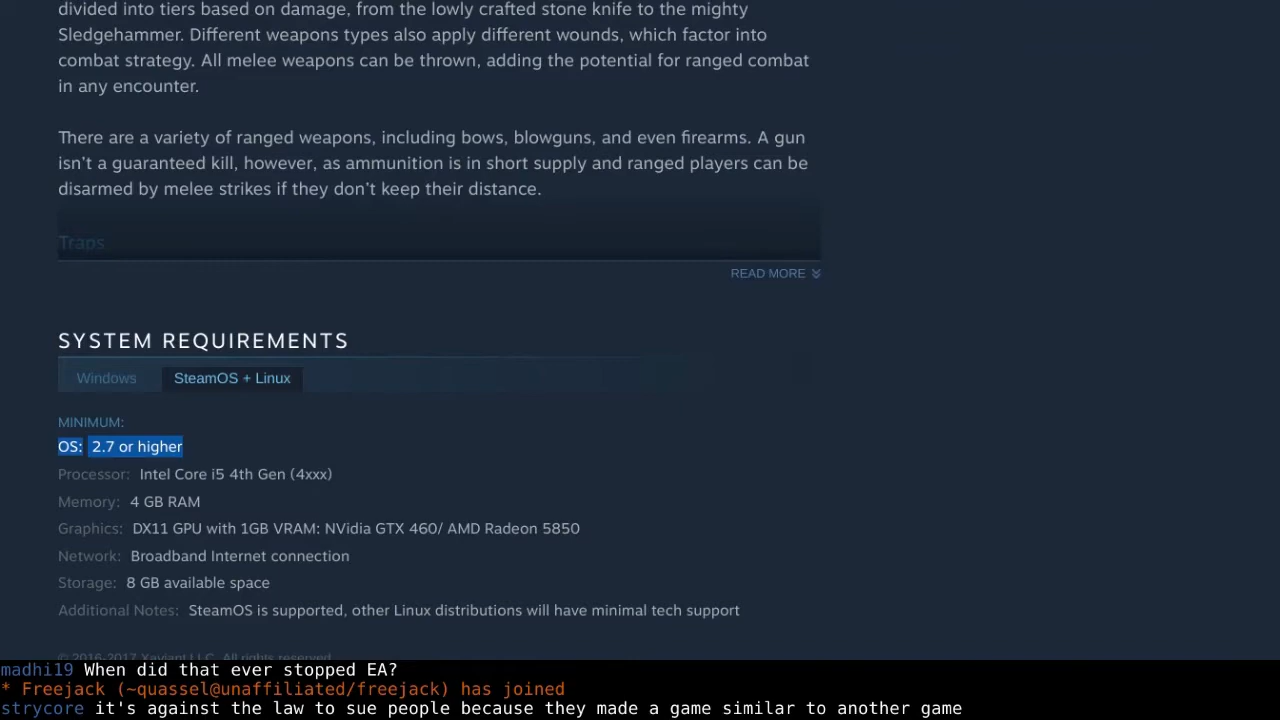 divided into tiers based on damage, from the lowly crafted stone knife to the mighty
Sledgehammer. Different weapons types also apply different wounds, which factor into
combat strategy. All melee weapons can be thrown, adding the potential for ranged combat
in any encounter.
There are a variety of ranged weapons, including bows, blowguns, and even firearms. A gun
isn't a guaranteed kill, however, as ammunition is in short supply and ranged players can be
disarmed by melee strikes if they don't keep their distance.
Traps
READ MORE
SYSTEM REQUIREMENTS
Windows SteamOS + Linux
MINIMUM:
OS: 2.7 or higher
Processor: Intel Core i5 4th Gen (4xxx)
Memory: 4 GB RAM
Graphics: DX11 GPU with 1GB VRAM: NVidia GTX 460/ AMD Radeon 5850
Network: Broadband Internet connection
Storage: 8 GB available space
Additional Notes: SteamOS is supported, other Linux distributions will have minimal tech support
© 2016-2017 Xaviant LLC. All rights reserved
madhi19 When did that ever stopped EA?
* Freejack (~quassel@unaffiliated/freejack) has joined
strycore it's against the law to sue people because they made a game similar to another game